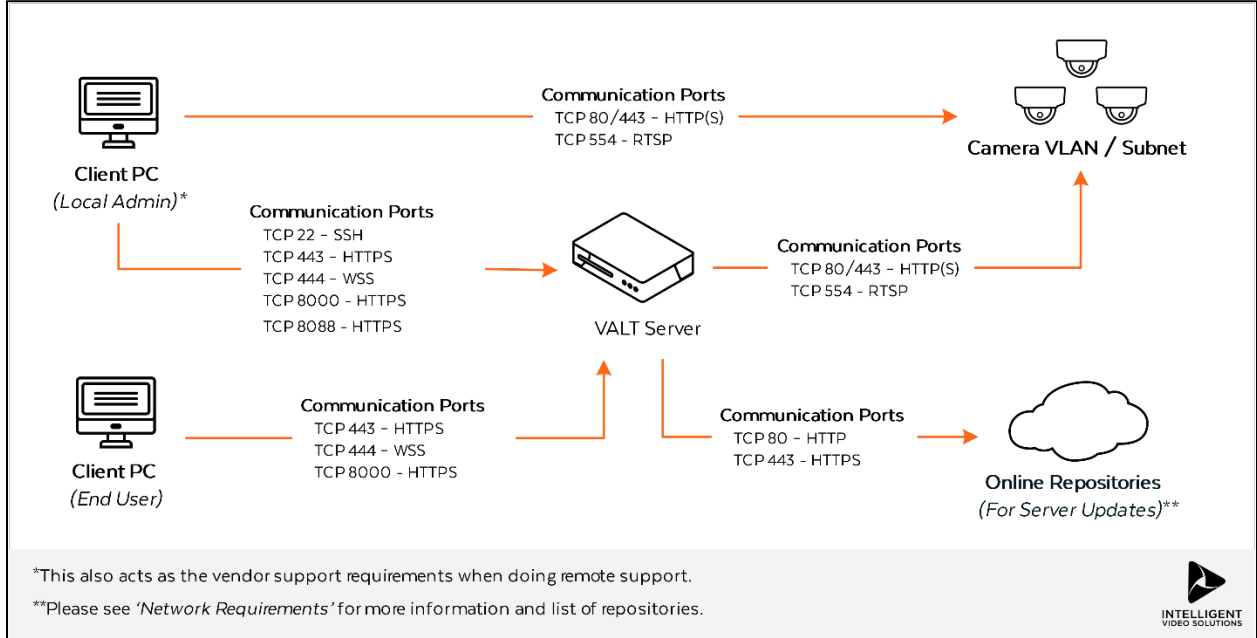 Communication Ports
TCP 80/443 – HTTP(S)
TCP 554 - RTSP
Camera VLAN / Subnet
Client PC
(Local Admin)*
Communication Ports
TCP 22 – SSH
TCP 443 – HTTPS
TCP 444 – WSS
TCP 8000 - HTTPS
TCP 8088 - HTTPS
VALT Server
Communication Ports
TCP 80/443 – HTTP(S)
TCP 554 - RTSP
Client PC
(End User)
Communication Ports
TCP 443 – HTTPS
TCP 444 – WSS
TCP 8000 - HTTPS
Communication Ports
TCP 80 – HTTP
TCP 443 – HTTPS
Online Repositories
(For Server Updates)**
*This also acts as the vendor support requirements when doing remote support.
**Please see ‘Network Requirements’ for more information and list of repositories.
INTELLIGENT
VIDEO SOLUTIONS